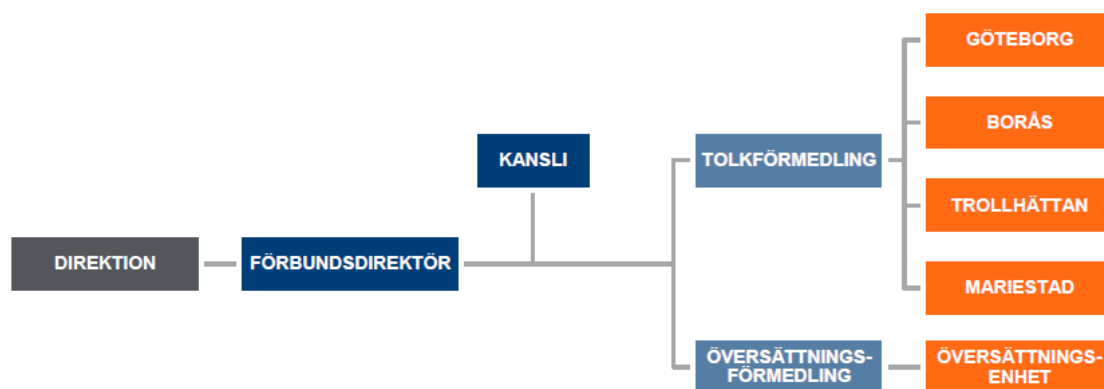 GÖTEBORG
BORÅS
KANSLI
TOLKFÖRMEDLING
TROLLHÄTTAN
DIREKTION
FÖRBUNDSDIREKTÖR
MARIESTAD
ÖVERSÄTTNINGS-
FÖRMEDLING
ÖVERSÄTTNINGS-
ENHET